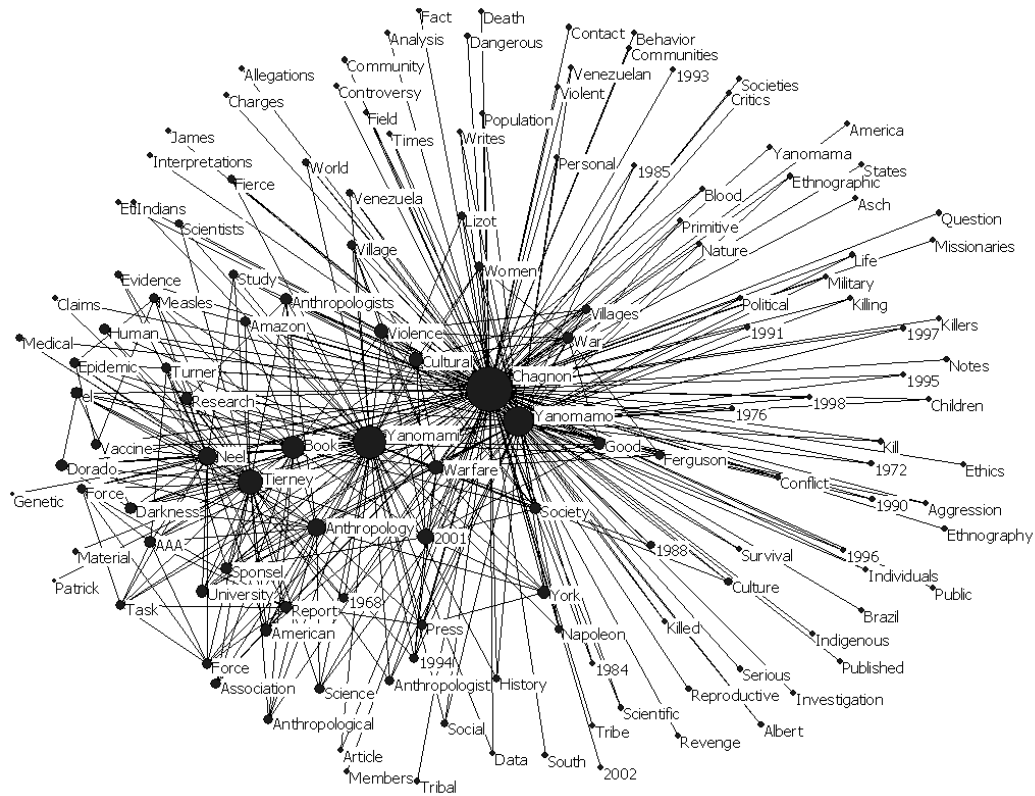 Fact
Death
Analysis
Dangerous
Contact
Behavior
Communities
Community
Allegations
Venezuelan
1993
Societies
Controversy
Violent
Critics
Charges
Field
Population
Times
Writes
America
James
Interpretations
World
Personal
1985
Yanomama
States
Fierce
Ethnographic
Venezuela
Blood
Asch
Et
Indians
Scientists
Lizot
Primitive
Question
Village
Nature
Missionaries
Life
Women
Evidence
Study
Military
Claims
Measles
Anthropologists
Villages
Political
Killing
Human
Amazon
Violence
War
1991
Killers
1997
Medical
Epidemic
Turner
Cultural
Chagnon
Notes
1995
el
Research
Yanomamo
1976
1998
Children
Vaccine
Neel
Book
Yanomami
Good
Ferguson
Kill
Dorado
Warfare
1972
Ethics
Genetic
Force
Tierney
Conflict
Darkness
Society
1990
Aggression
Anthropology
2001
Ethnography
Material
AAA
1988
Survival
1996
Patrick
Sponsel
Individuals
University
York
Culture
Public
Task
Report
1968
Brazil
American
Press
Napoleon
Killed
Indigenous
Force
1994
1984
Published
Association
Science
Anthropologist
History
Serious
Reproductive
Investigation
Anthropological
Social
Scientific
Tribe
Albert
Article
Data
South
Revenge
Members
Tribal
2002